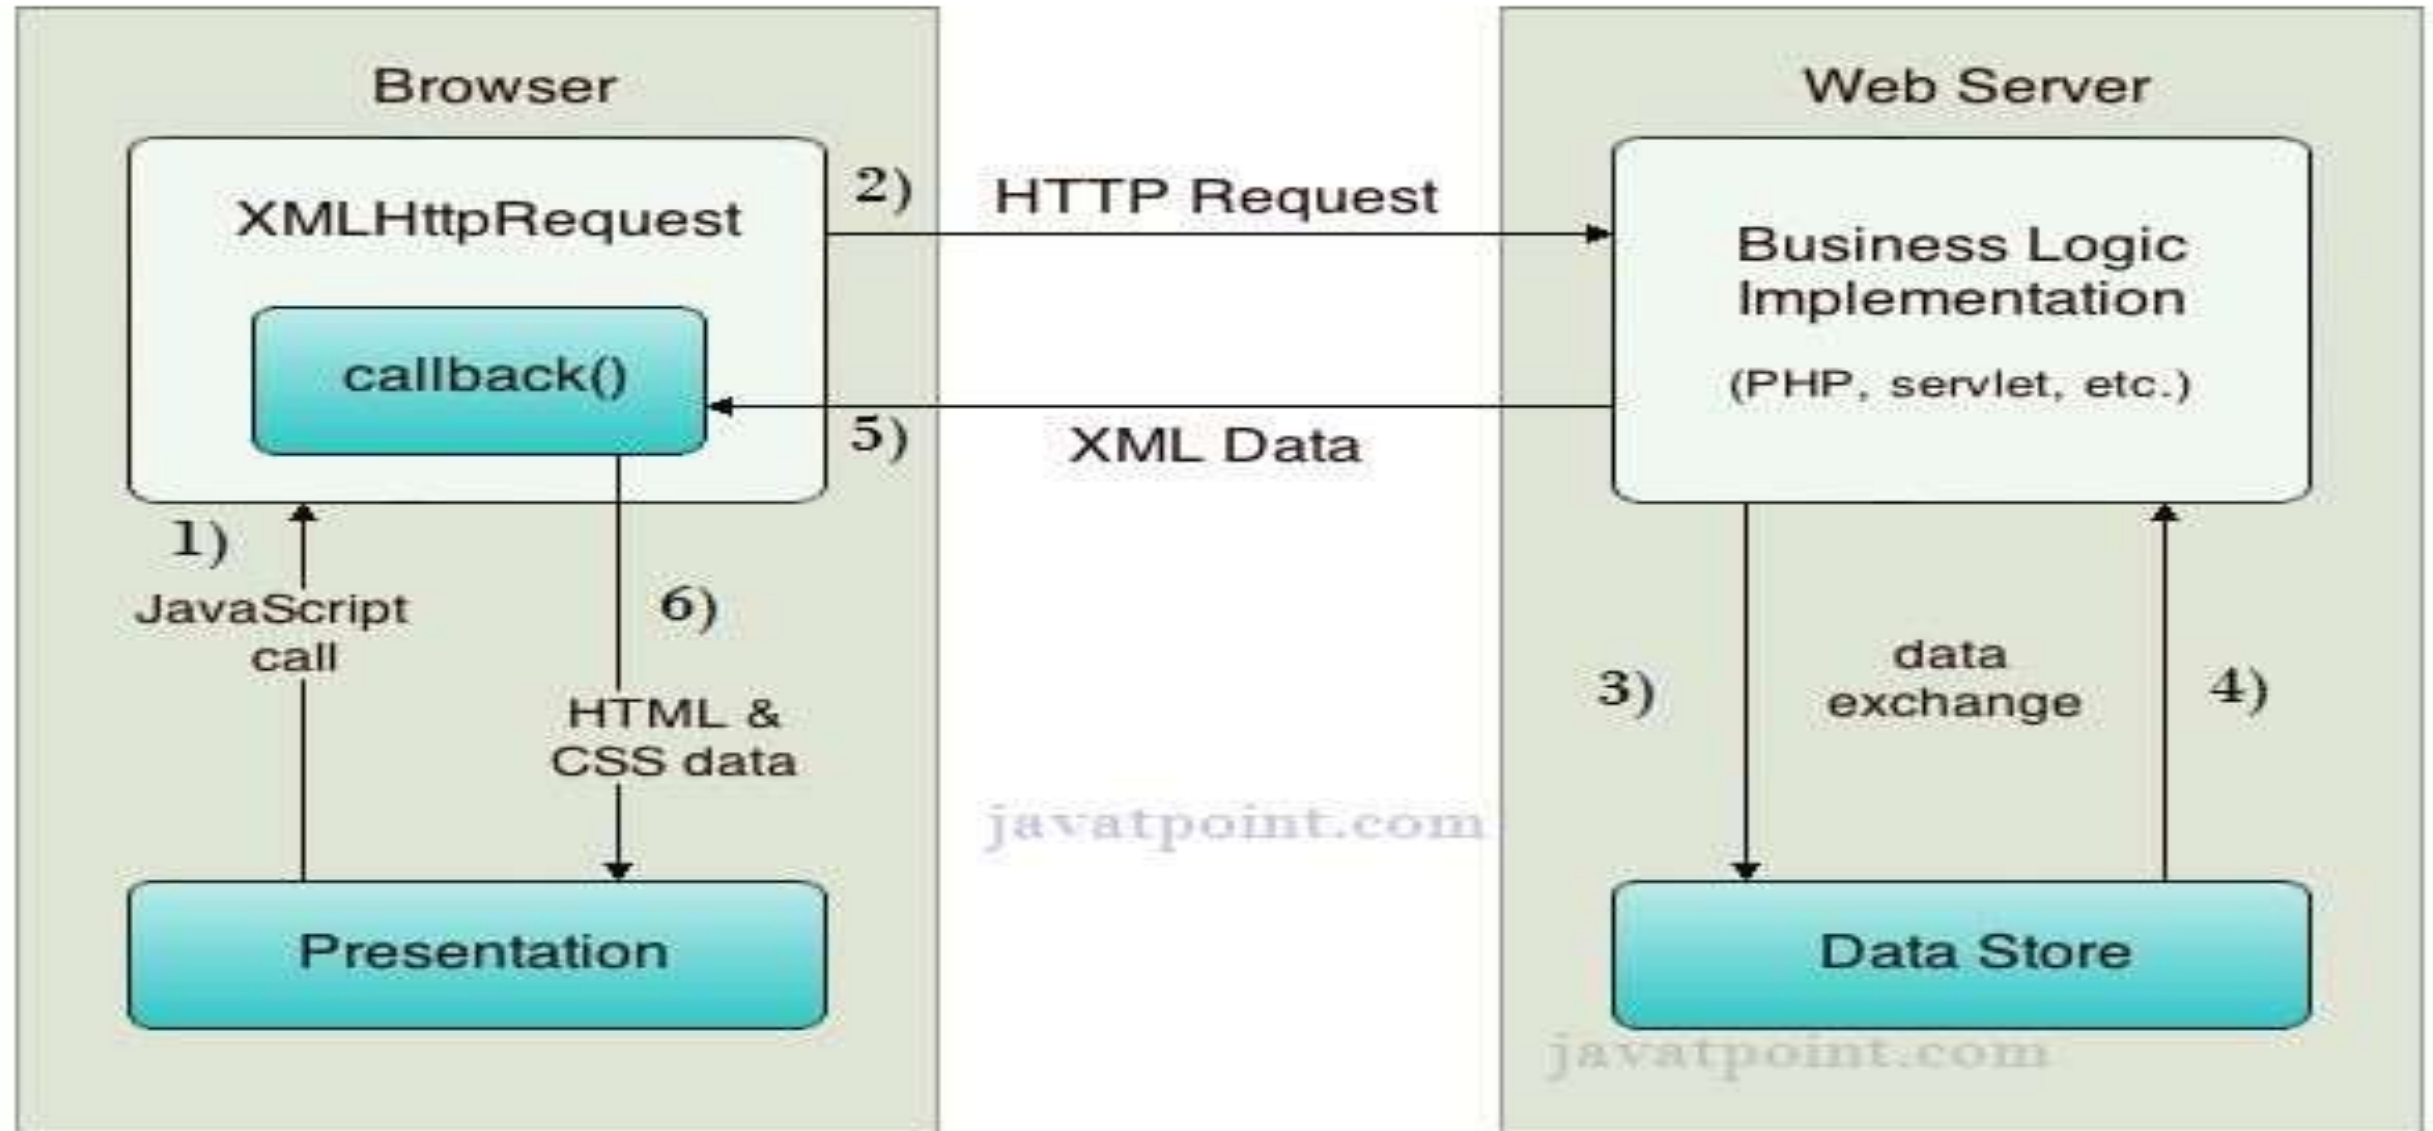 Browser
XMLHttpRequest
callback()
1)
JavaScript
call
6)
HTML &
CSS data
Presentation
2)
HTTP Request
5)
XML Data
javatpoint.com
Web Server
Business Logic
Implementation
(PHP, servlet, etc.)
3)
data
exchange
4)
Data Store
javatpoint.com